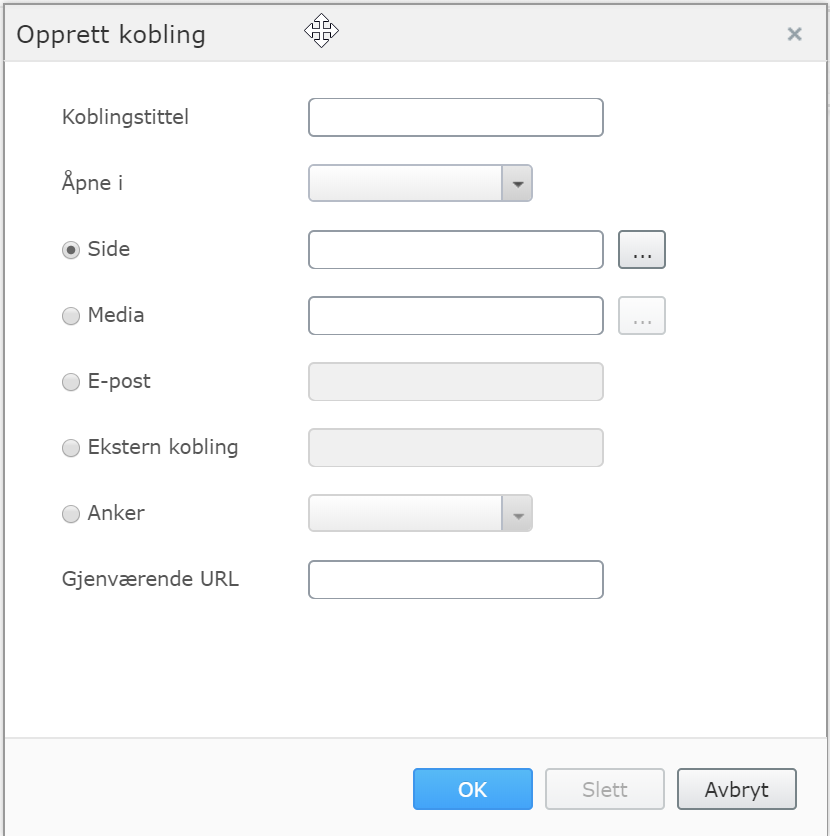 Opprett kobling
Koblingstittel
Åpne i
Side
...
Media
...
E-post
Ekstern kobling
Anker
Gjenværende URL
OK Slett Avbryt